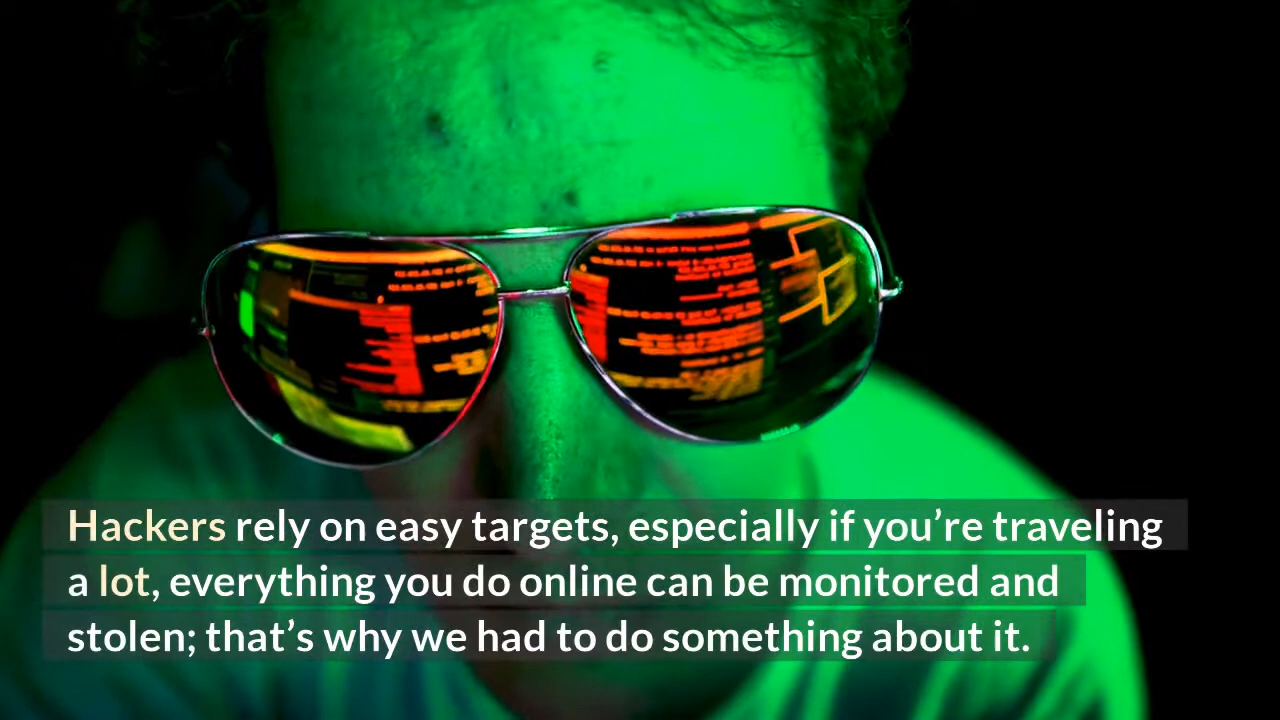 Hackers rely on easy targets, especially if you’re traveling
a lot, everything you do online can be monitored and
stolen; that’s why we had to do something about it.